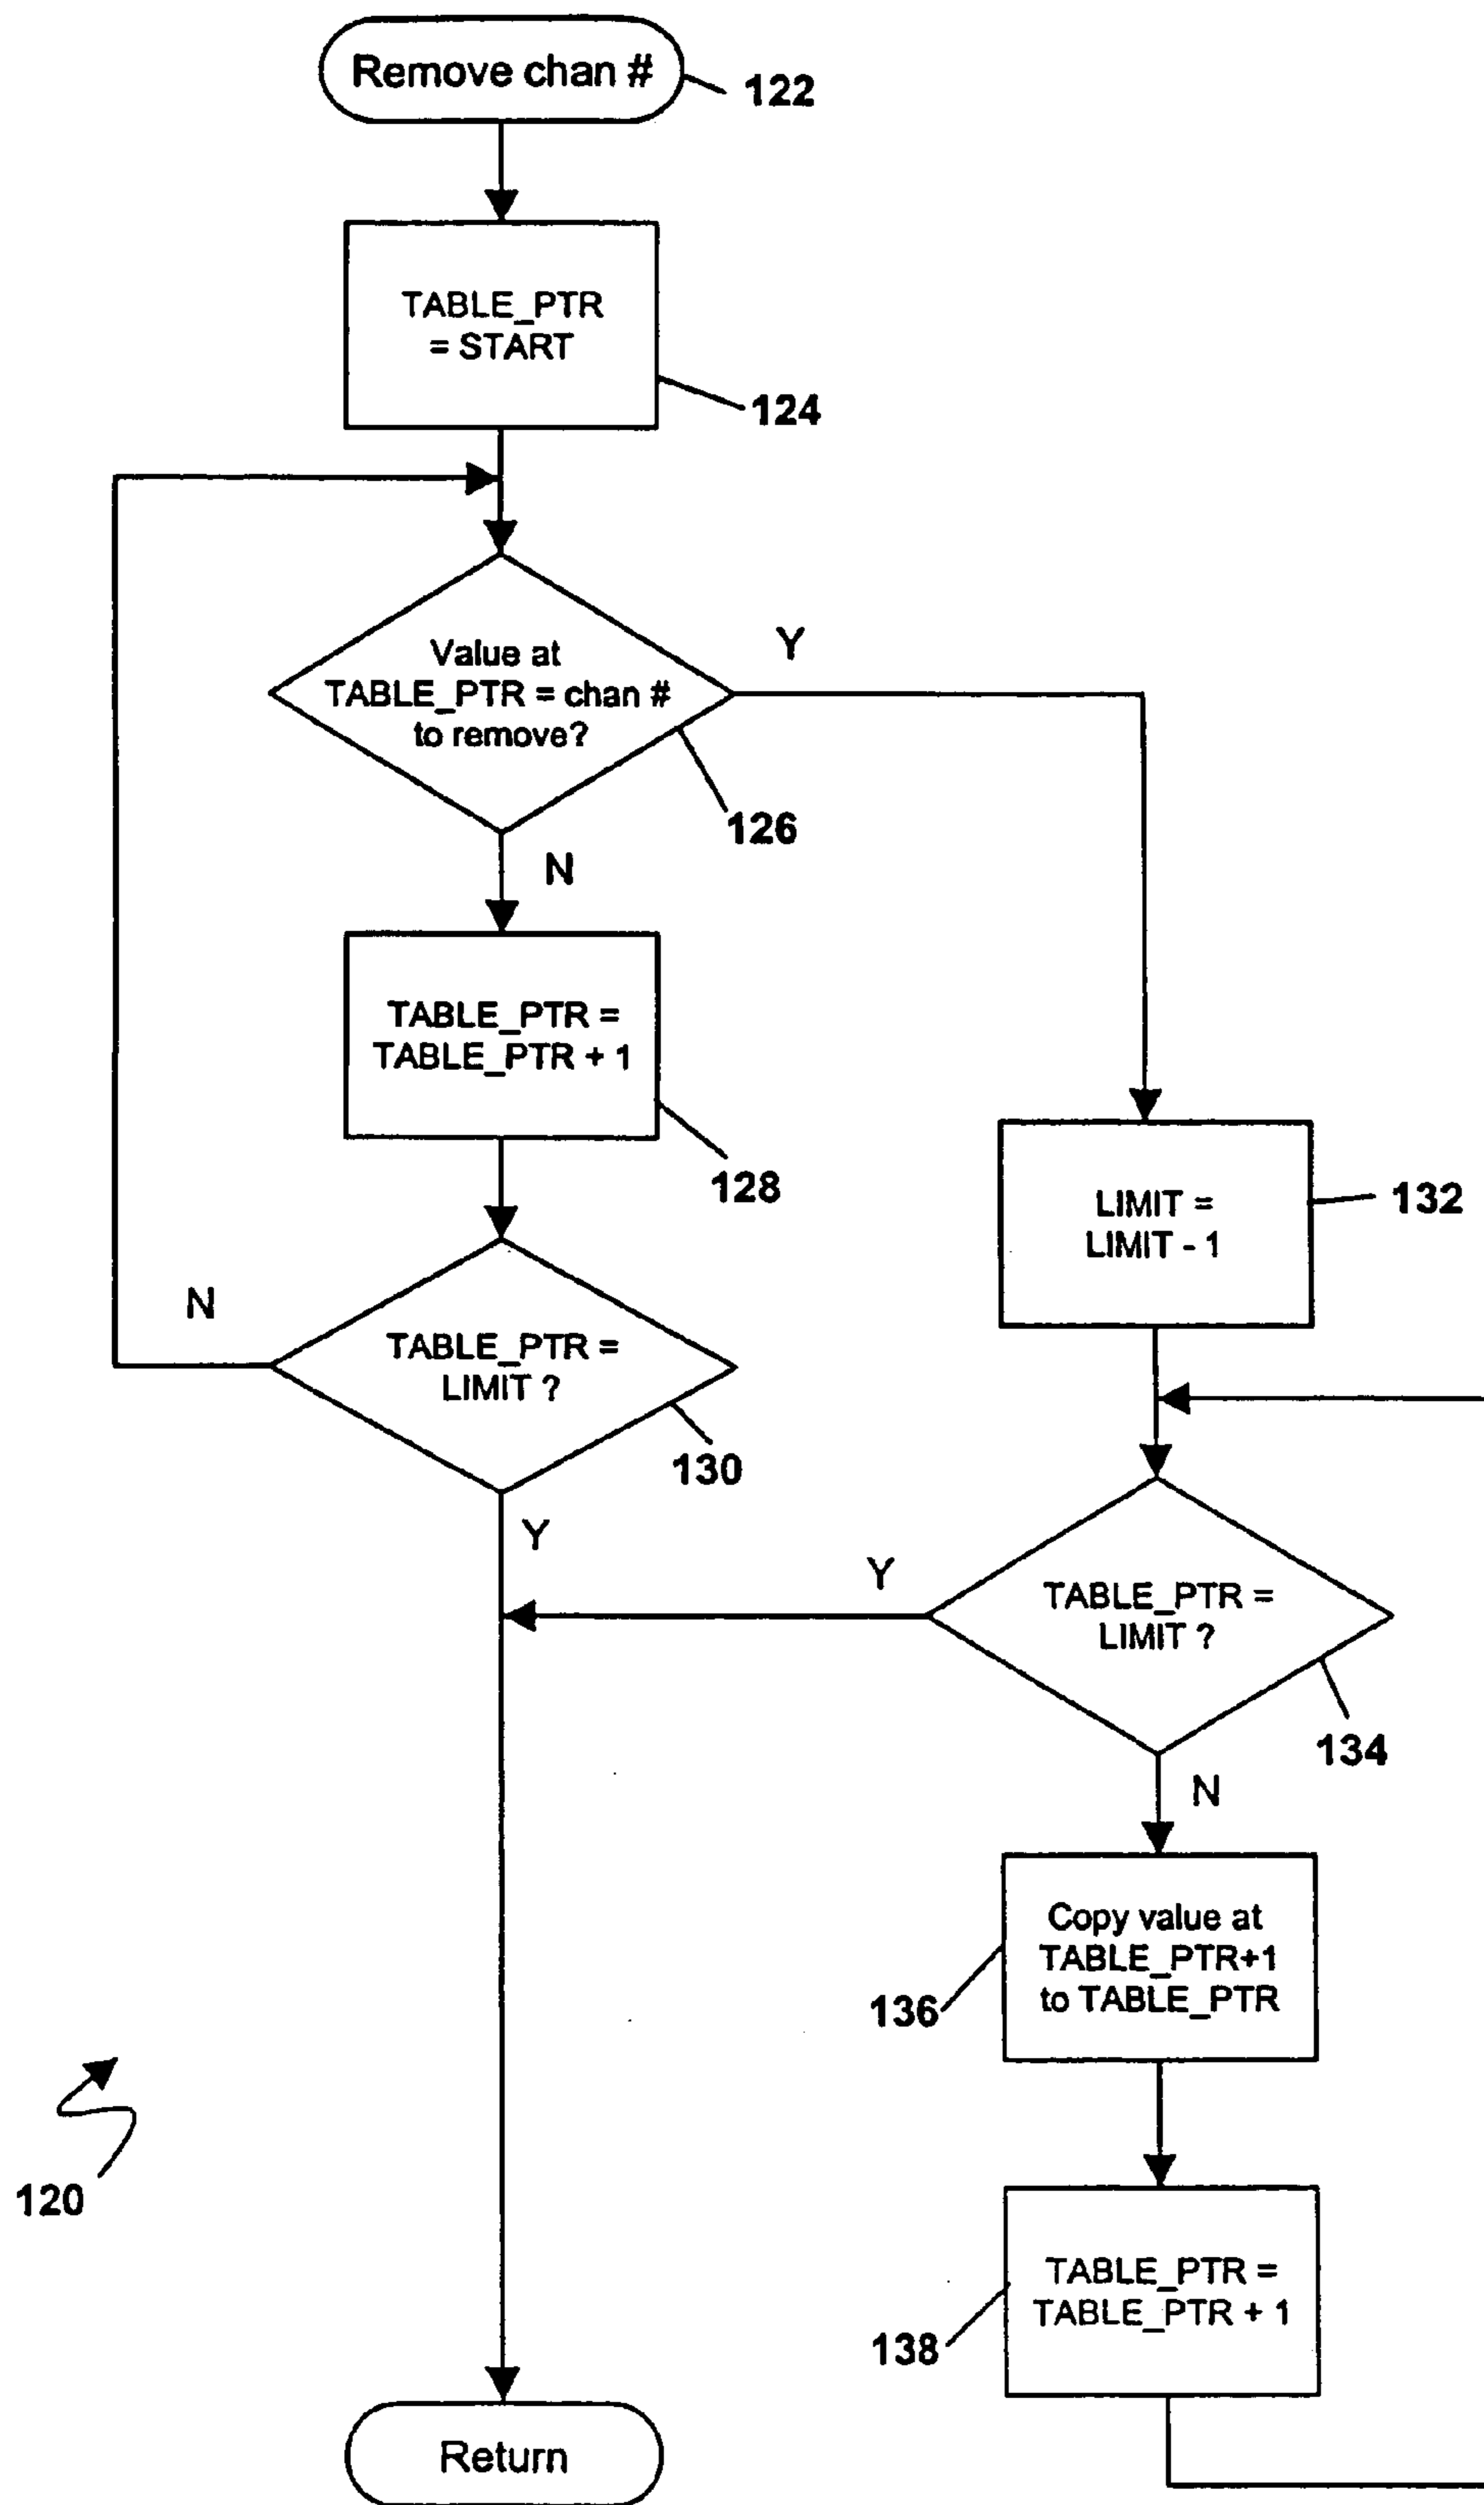 Remove chan #
122
TABLE_PTR
= START
124
Value at
TABLE_PTR = chan #
to remove?
Y
126
N
TABLE_PTR =
TABLE_PTR + 1
128
LIMIT =
LIMIT - 1
132
N
TABLE_PTR =
LIMIT ?
130
Y
Y
TABLE_PTR =
LIMIT ?
134
N
Copy value at
TABLE_PTR+1
to TABLE_PTR
136
120
TABLE_PTR =
TABLE_PTR + 1
138
Return